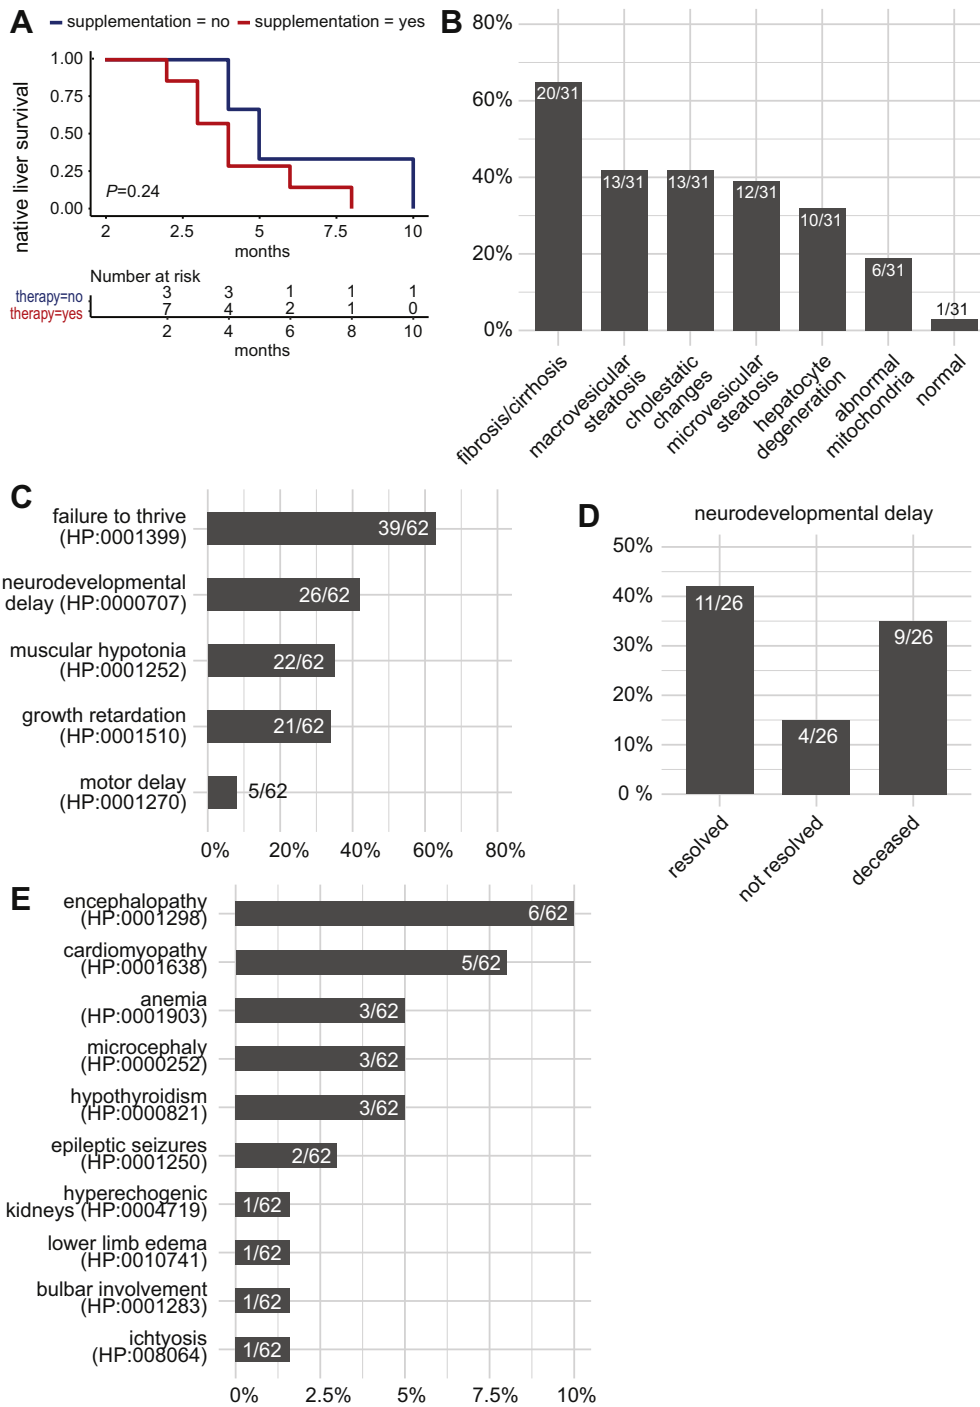 A
supplementation = no
supplementation = yes
native liver survival
1.00
0.75
0.50
0.25
0.00
P=0.24
2
2.5
5
7.5
10
months
Number at risk
therapy=no 3 3 1 1 1
therapy=yes 7 4 2 1 0
2 4 6 8 10
months
B
80%
60%
40%
20%
0%
20/31
13/31
13/31
12/31
10/31
6/31
1/31
fibrosis/cirrhosis
macrovesicular
steatosis
cholestatic
changes
microvesicular
steatosis
hepatocyte
degeneration
abnormal
mitochondria
normal
C
failure to thrive
(HP:0001399)
39/62
neurodevelopmental
delay (HP:0000707)
26/62
muscular hypotonia
(HP:0001252)
22/62
growth retardation
(HP:0001510)
21/62
motor delay
(HP:0001270)
5/62
0% 20% 40% 60% 80%
D
neurodevelopmental delay
50%
40%
30%
20%
10%
0 %
11/26
4/26
9/26
resolved
not resolved
deceased
E
encephalopathy
(HP:0001298)
6/62
cardiomyopathy
(HP:0001638)
5/62
anemia
(HP:0001903)
3/62
microcephaly
(HP:0000252)
3/62
hypothyroidism
(HP:0000821)
3/62
epileptic seizures
(HP:0001250)
2/62
hyperechogenic
kidneys (HP:0004719)
1/62
lower limb edema
(HP:0010741)
1/62
bulbar involvement
(HP:0001283)
1/62
ichtyosis
(HP:008064)
1/62
0% 2.5% 5% 7.5% 10%